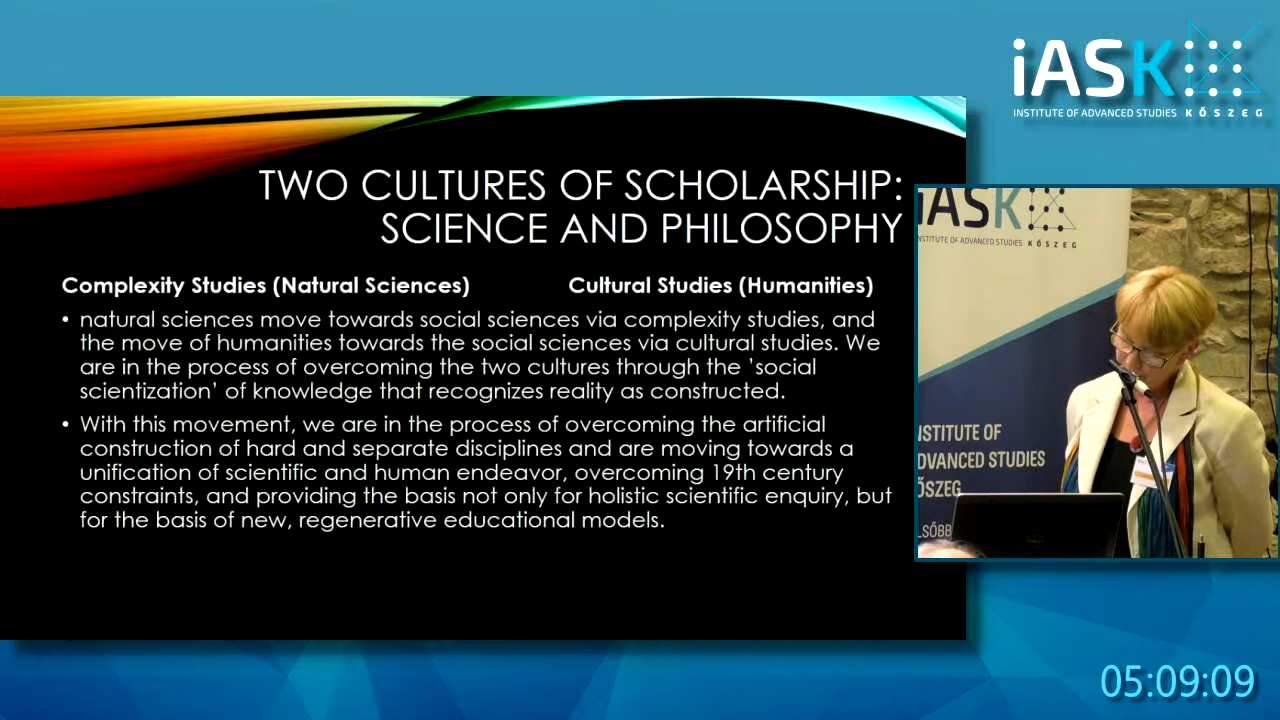 iASK
INSTITUTE OF ADVANCED STUDIES KŐSZEG
TWO CULTURES OF SCHOLARSHIP:
SCIENCE AND PHILOSOPHY
Complexity Studies (Natural Sciences) Cultural Studies (Humanities)
• natural sciences move towards social sciences via complexity studies, and
the move of humanities towards the social sciences via cultural studies. We
are in the process of overcoming the two cultures through the 'social
scientization' of knowledge that recognizes reality as constructed.
• With this movement, we are in the process of overcoming the artificial
construction of hard and separate disciplines and are moving towards a
unification of scientific and human endeavor, overcoming 19th century
constraints, and providing the basis not only for holistic scientific enquiry, but
for the basis of new, regenerative educational models.
iASK
NSTITUTE OF ADVANCED STUDIES KŐSZEG
NSTITUTE OF
DVANCED STUDIES
ŐSZEG
LSŐBB
DELL
05:09:09